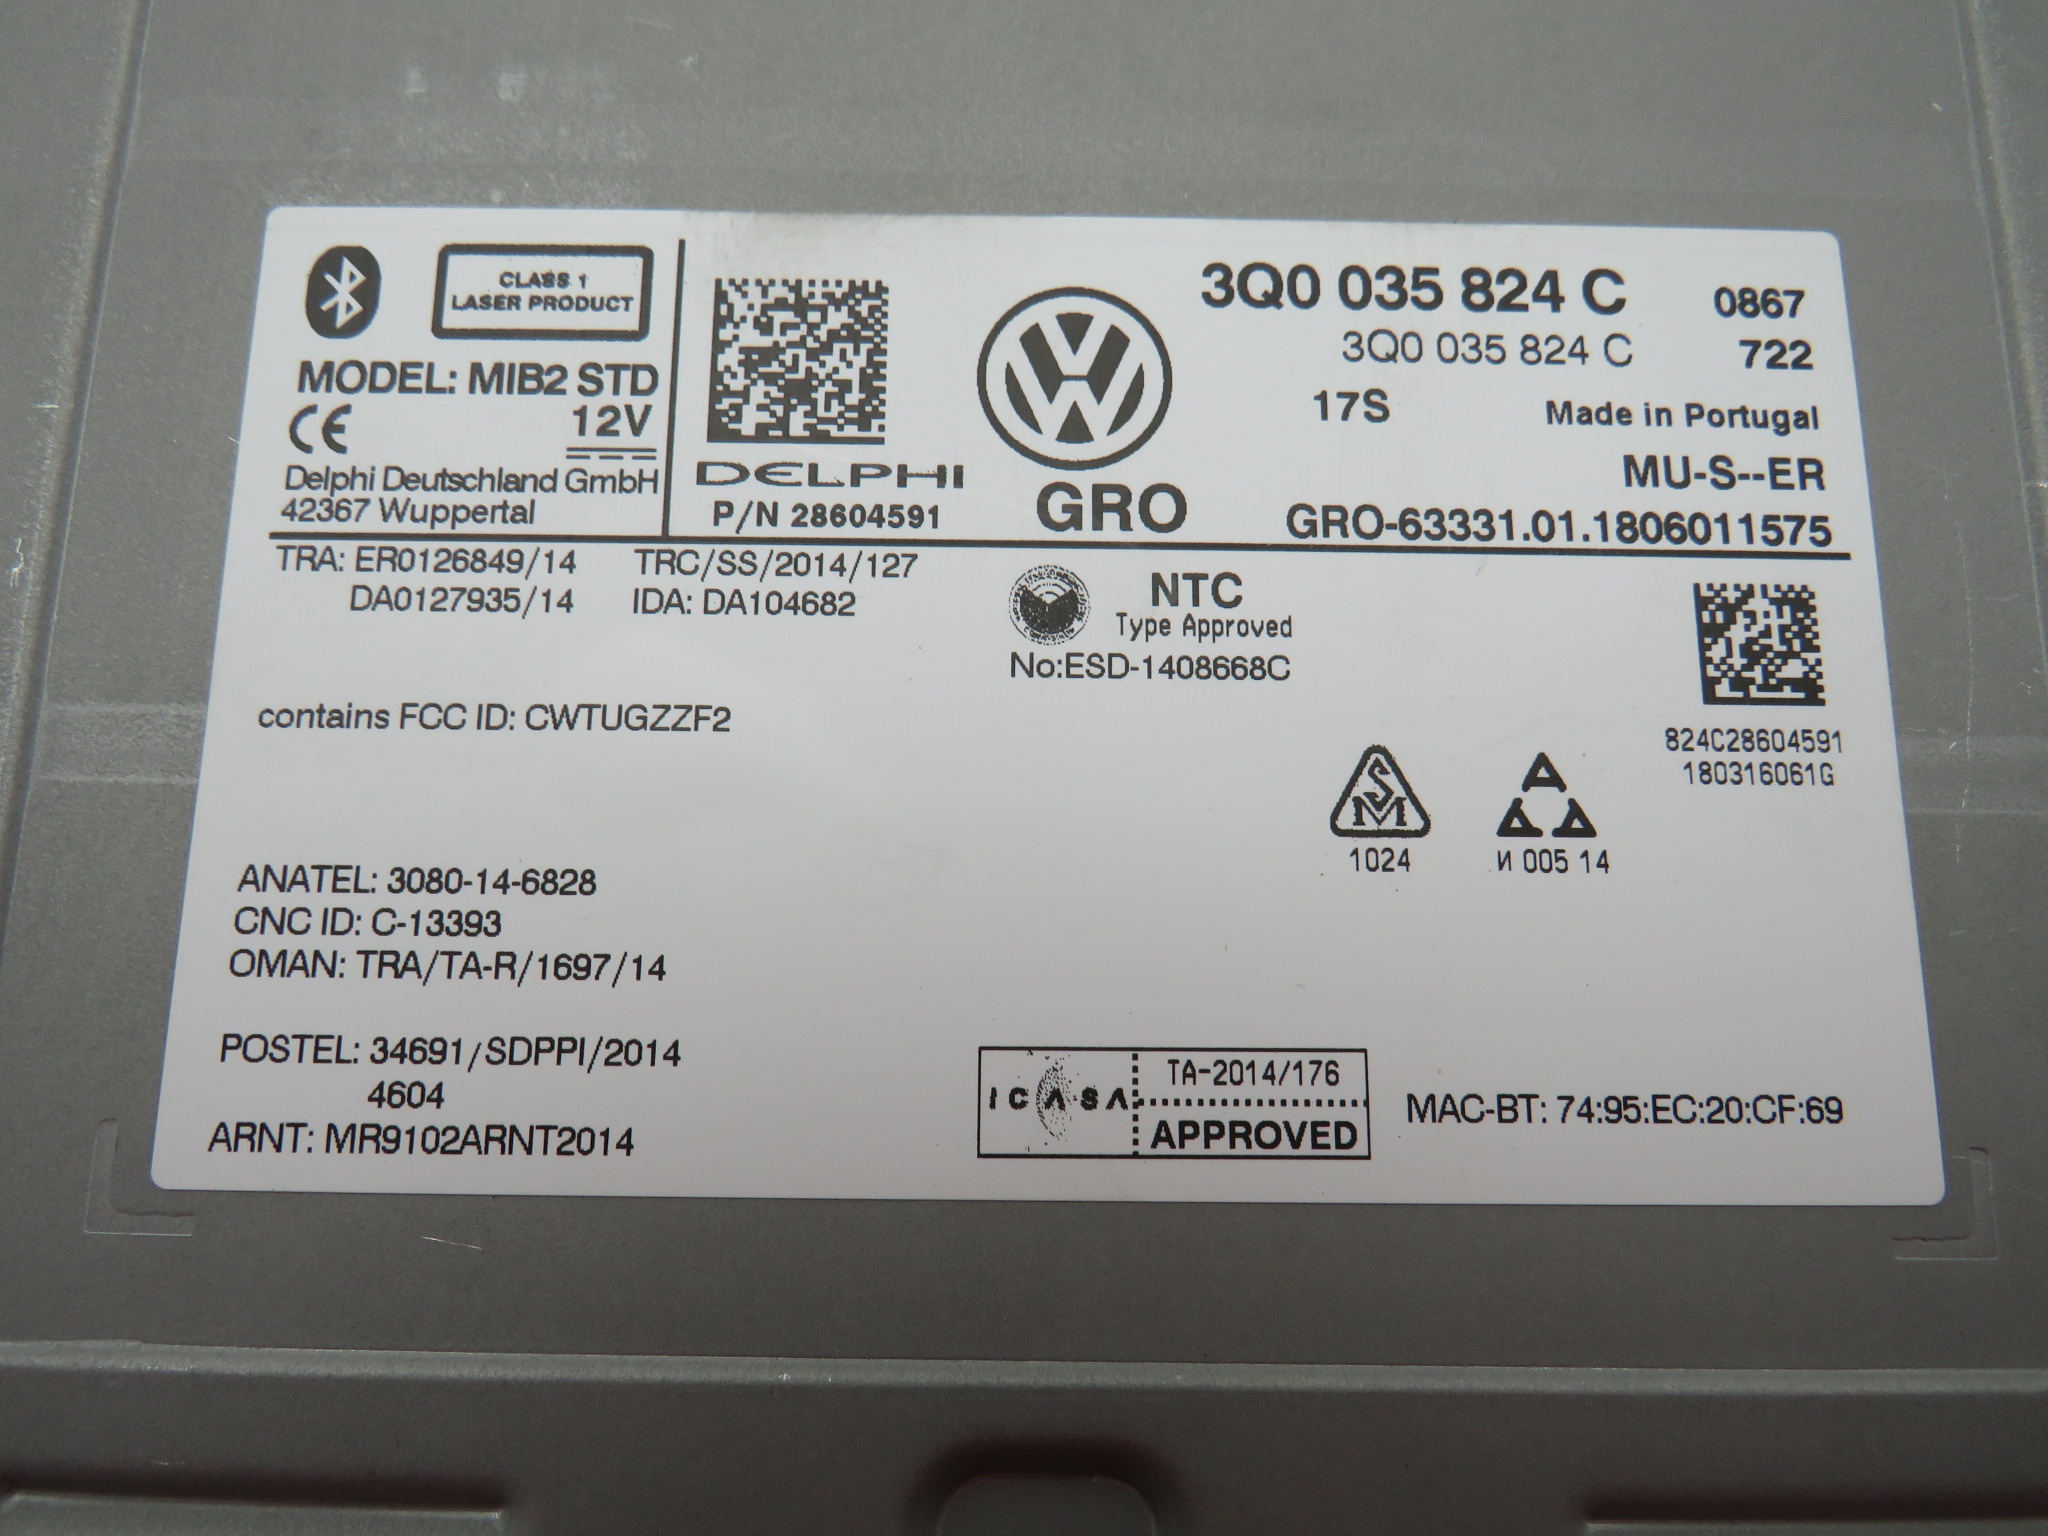 CLASS 1
LASER PRODUCT
MODEL: MIB2 STD
CE 12V
Delphi Deutschland GmbH
42367 Wuppertal
DELPHI
P/N 28604591
GRO
3Q0 035 824 C 0867
3Q0 035 824 C 722
17S Made in Portugal
MU-S--ER
GRO-63331.01.1806011575
TRA: ER0126849/14 TRC/SS/2014/127
DA0127935/14 IDA: DA104682
NTC
Type Approved
No:ESD-1408668C
contains FCC ID: CWTUGZZF2
824C28604591
180316061G
SM
1024
И 005 14
ANATEL: 3080-14-6828
CNC ID: C-13393
OMAN: TRA/TA-R/1697/14
POSTEL: 34691/SDPPI/2014
4604
ARNT: MR9102ARNT2014
ICASA
TA-2014/176
APPROVED
MAC-BT: 74:95:EC:20:CF:69